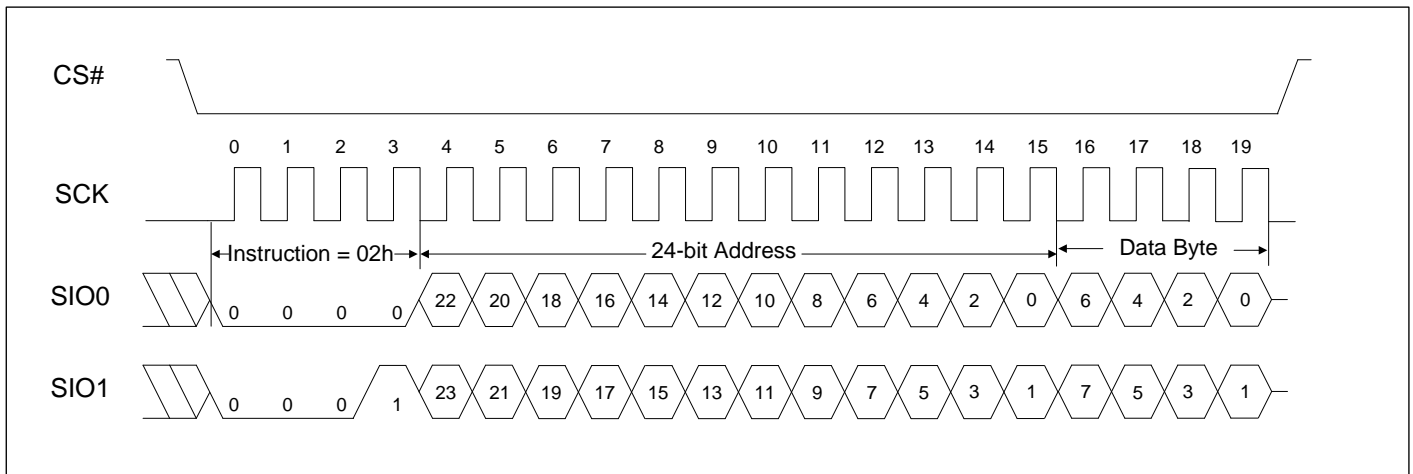 CS#
0 1 2 3 4 5 6 7 8 9 10 11 12 13 14 15 16 17 18 19
SCK
Instruction = 02h 24-bit Address Data Byte
SIO0 0 0 0 0 22 20 18 16 14 12 10 8 6 4 2 0 6 4 2 0
SIO1 0 0 0 1 23 21 19 17 15 13 11 9 7 5 3 1 7 5 3 1